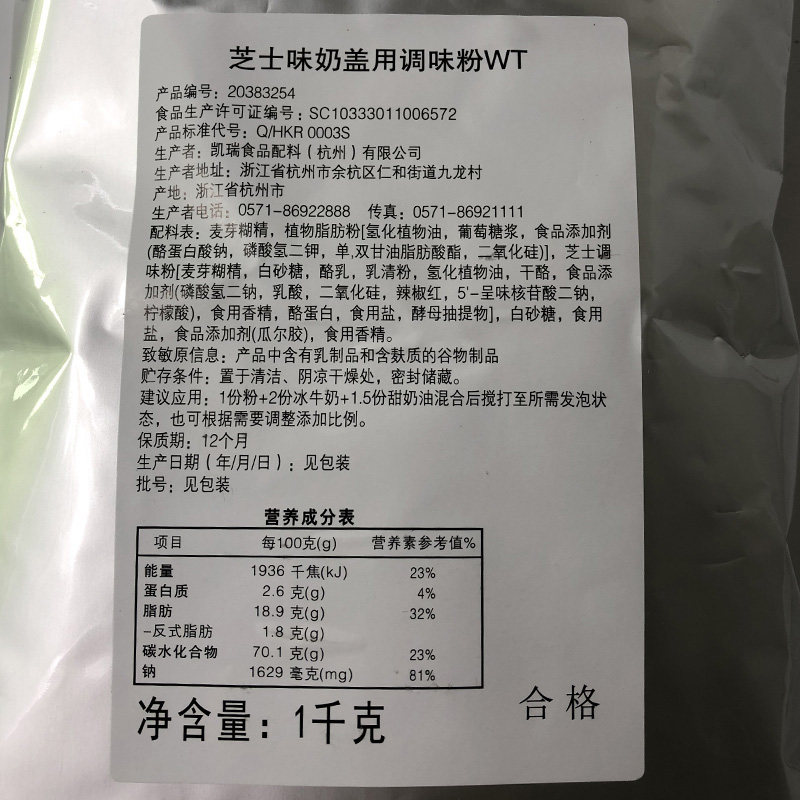 芝士味奶盖用调味粉WT
产品编号：20383254
食品生产许可证编号：SC10333011006572
产品标准代号：Q/HKR 0003S
生产者：凯瑞食品配料（杭州）有限公司
生产者地址：浙江省杭州市余杭区仁和街道九龙村
产地：浙江省杭州市
生产者电话：0571-86922888 传真：0571-86921111
配料表：麦芽糊精，植物脂肪粉[氢化植物油，葡萄糖浆，食品添加剂
(酪蛋白酸钠，磷酸氢二钾，单,双甘油脂肪酸酯，二氧化硅)]，芝士调
味粉[麦芽糊精，白砂糖，酪乳，乳清粉，氢化植物油，干酪，食品添
加剂(磷酸氢二钠，乳酸，二氧化硅，辣椒红，5'-呈味核苷酸二钠，
柠檬酸)，食用香精，酪蛋白，食用盐，酵母抽提物]，白砂糖，食用
盐，食品添加剂(瓜尔胶)，食用香精。
致敏原信息：产品中含有乳制品和含麸质的谷物制品
贮存条件：置于清洁、阴凉干燥处，密封储藏。
建议应用：1份粉+2份冰牛奶+1.5份甜奶油混合后搅打至所需发泡状
态，也可根据需要调整添加比例。
保质期：12个月
生产日期（年/月/日）：见包装
批号：见包装
营养成分表
项目 每100克(g) 营养素参考值%
能量 1936 千焦(kJ) 23%
蛋白质 2.6 克(g) 4%
脂肪 18.9 克(g) 32%
-反式脂肪 1.8 克(g)
碳水化合物 70.1 克(g) 23%
钠 1629 毫克(mg) 81%
净含量：1千克
合格